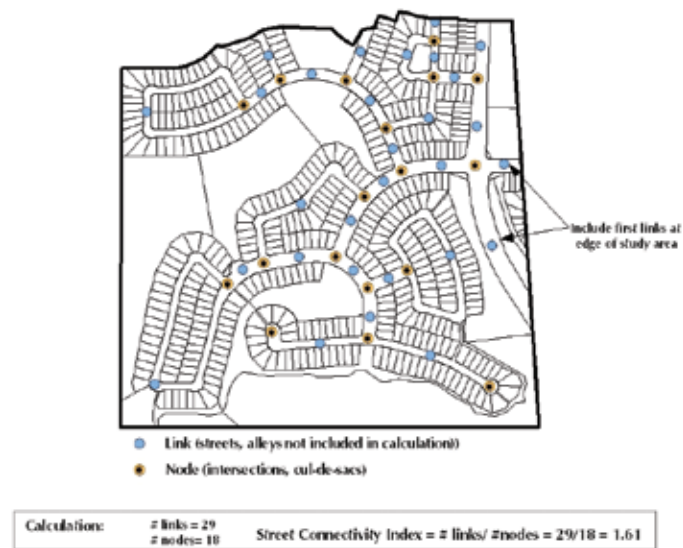 Include first links at
edge of study area
Link (streets, alleys not included in calculation))
Node (intersections, cul-de-sacs)
Calculation:
# links = 29
# nodes= 18
Street Connectivity Index = # links/ #nodes = 29/18 = 1.61